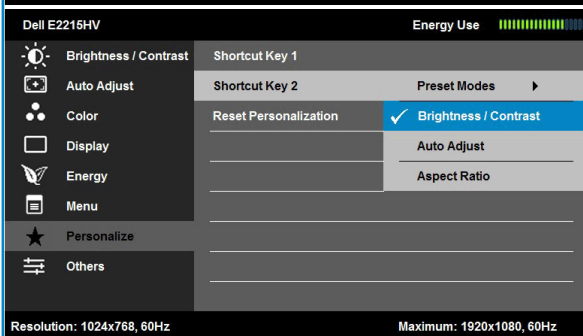 Dell E2215HV Energy Use
Brightness / Contrast Shortcut Key 1
Auto Adjust Shortcut Key 2 Preset Modes
Color Reset Personalization Brightness / Contrast
Display Auto Adjust
Energy Aspect Ratio
Menu
Personalize
Others
Resolution: 1024x768, 60Hz Maximum: 1920x1080, 60Hz